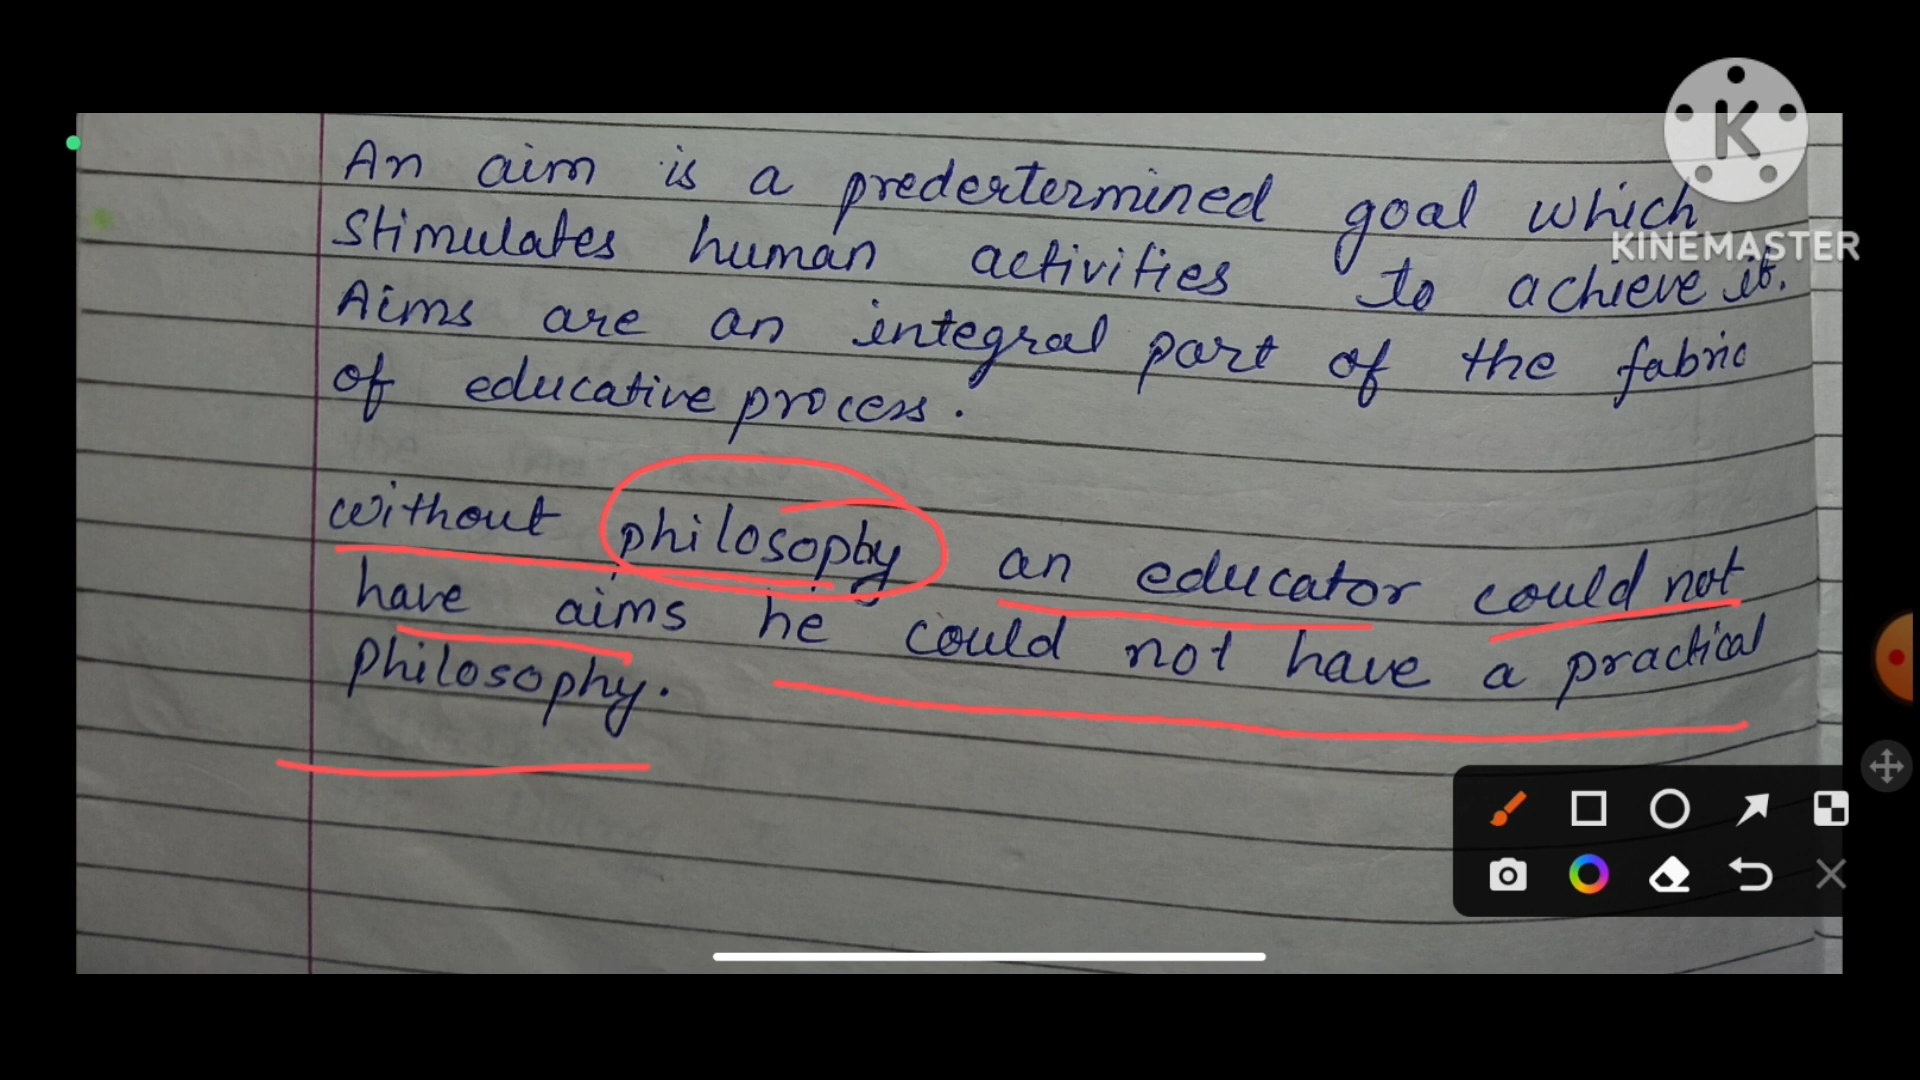 An aim is a predertermined goal which
stimulates human activities to achieve it.
Aims are an integral part of the fabric
of educative process.
without philosophy an educator could not
have aims he could not have a practical
philosophy.
K
KINEMASTER